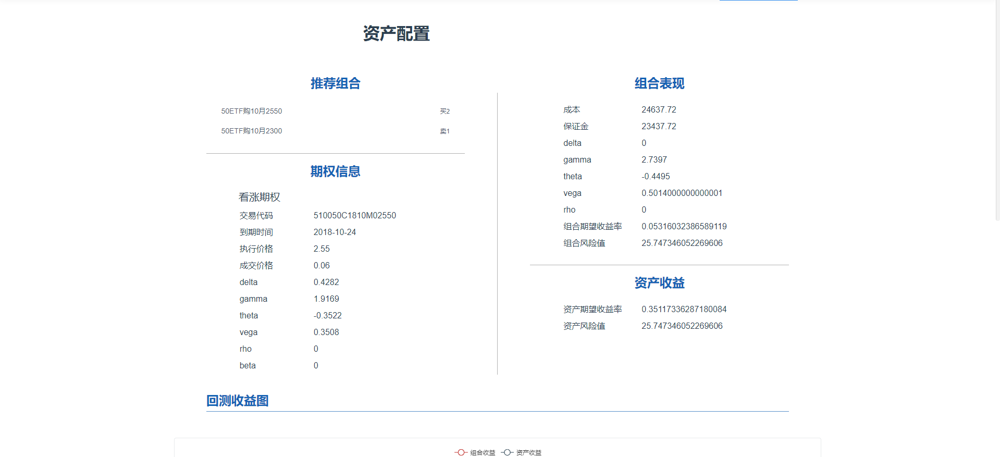 资产配置
推荐组合
50ETF购10月2550 买2
50ETF购10月2300 卖1
期权信息
看涨期权
交易代码 510050C1810M02550
到期时间 2018-10-24
执行价格 2.55
成交价格 0.06
delta 0.4282
gamma 1.9169
theta -0.3522
vega 0.3508
rho 0
beta 0
组合表现
成本 24637.72
保证金 23437.72
delta 0
gamma 2.7397
theta -0.4495
vega 0.5014000000000001
rho 0
组合期望收益率 0.05316032386589119
组合风险值 25.747346052269606
资产收益
资产期望收益率 0.35117336287180084
资产风险值 25.747346052269606
回测收益图
组合收益 资产收益